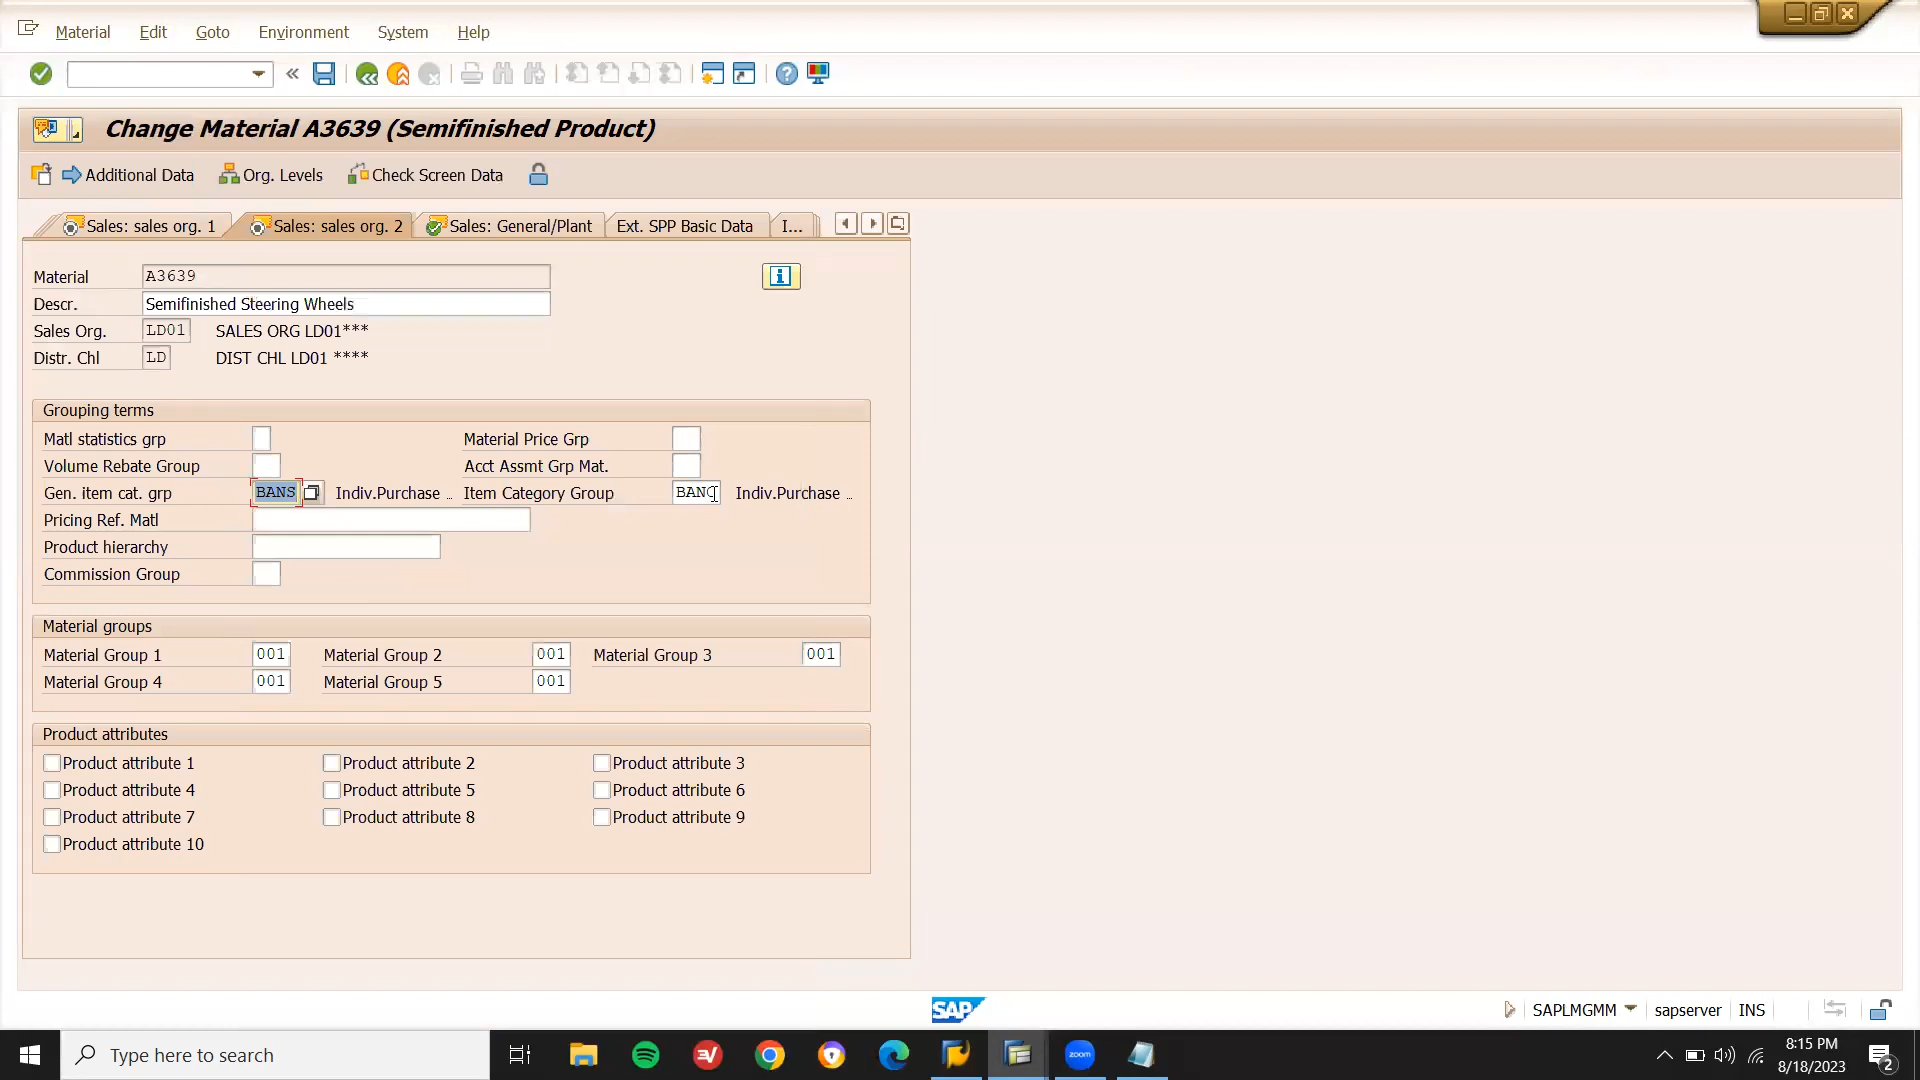 Material Edit Goto Environment System Help
Change Material A3639 (Semifinished Product)
Additional Data Org. Levels Check Screen Data
Sales: sales org. 1 Sales: sales org. 2 Sales: General/Plant Ext. SPP Basic Data I...
Material A3639
Descr. Semifinished Steering Wheels
Sales Org. LD01 SALES ORG LD01***
Distr. Chl LD DIST CHL LD01 ****
Grouping terms
Matl statistics grp Material Price Grp
Volume Rebate Group Acct Assmt Grp Mat.
Gen. item cat. grp BANS Indiv.Purchase .. Item Category Group Indiv.Purchase ..
Pricing Ref. Matl
Product hierarchy
Commission Group
Material groups
Material Group 1 001 Material Group 2 001 Material Group 3 001
Material Group 4 001 Material Group 5 001
Product attributes
Product attribute 1 Product attribute 2 Product attribute 3
Product attribute 4 Product attribute 5 Product attribute 6
Product attribute 7 Product attribute 8 Product attribute 9
Product attribute 10
SAP SAPLMGMM sapserver INS
Type here to search zoom 8:15 PM
8/18/2023 2